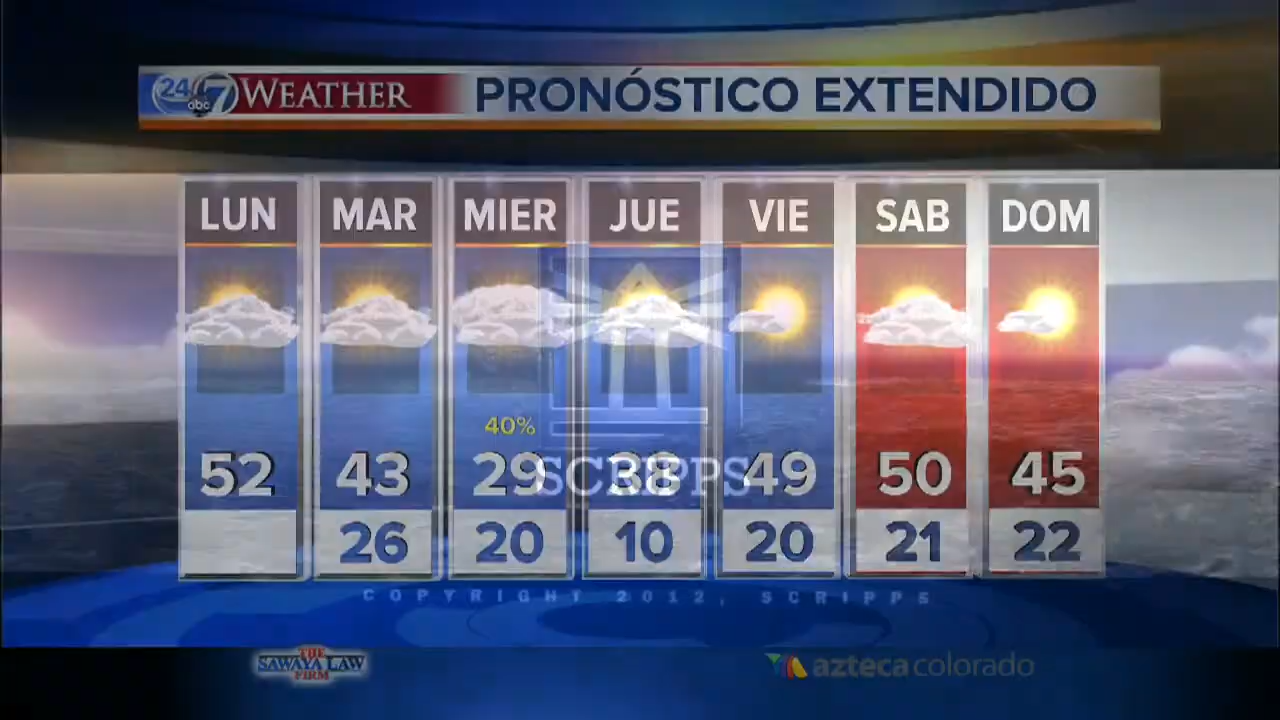 24 abc 7 WEATHER PRONÓSTICO EXTENDIDO
LUN MAR MIER JUE VIE SAB DOM
40%
52 43 29 38 49 50 45
SCRIPPS
26 20 10 20 21 22
COPYRIGHT 2012, SCRIPPS
THE
SAWAYA LAW
FIRM
azteca colorado